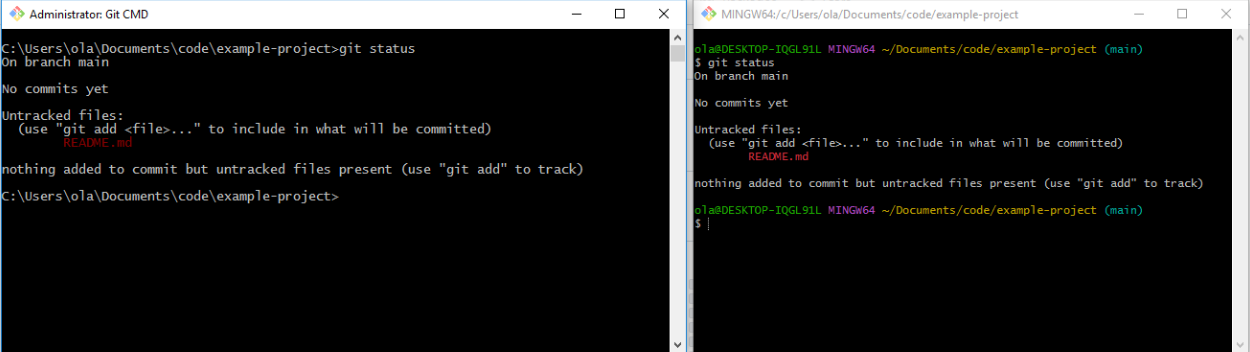 Administrator: Git CMD
C:\Users\ola\Documents\code\example-project>git status
On branch main
No commits yet
Untracked files:
(use "git add <file>..." to include in what will be committed)
README.md
nothing added to commit but untracked files present (use "git add" to track)
C:\Users\ola\Documents\code\example-project>
MINGW64:/c/Users/ola/Documents/code/example-project
ola@DESKTOP-IQGL91L MINGW64 ~/Documents/code/example-project (main)
$ git status
On branch main
No commits yet
Untracked files:
(use "git add <file>..." to include in what will be committed)
README.md
nothing added to commit but untracked files present (use "git add" to track)
ola@DESKTOP-IQGL91L MINGW64 ~/Documents/code/example-project (main)
$